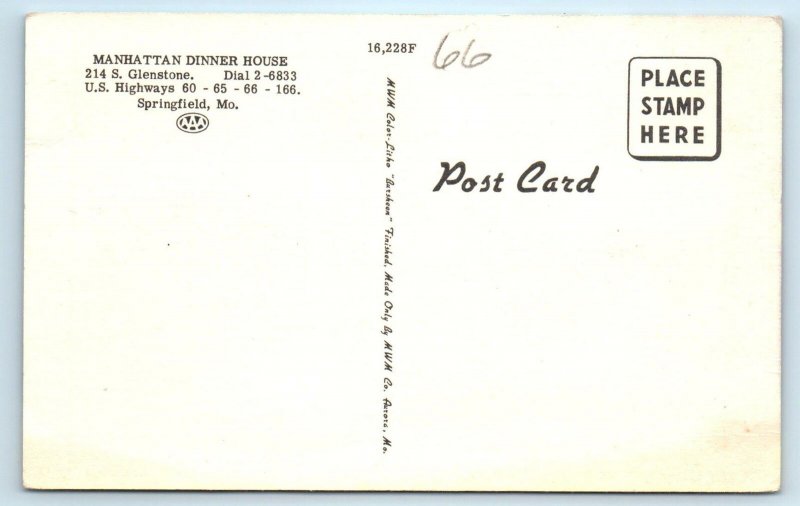 MANHATTAN DINNER HOUSE
214 S. Glenstone. Dial 2-6833
U.S. Highways 60 - 65 - 66 - 166.
Springfield, Mo.
AAA
16,228F
66
MWM Color-Litho "Bursheen" Finished, Made Only By MWM Co. Aurora, Mo.
PLACE
STAMP
HERE
Post Card